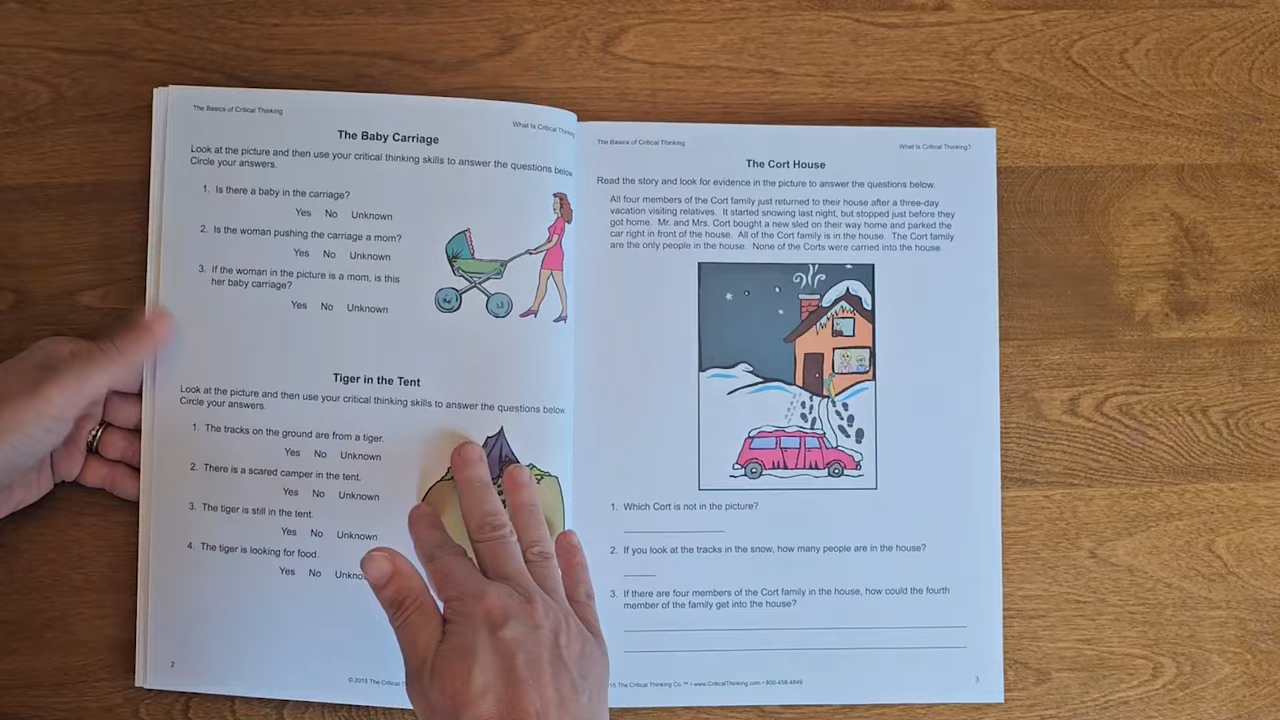 The Basics of Critical Thinking
What Is Critical Thinking
The Baby Carriage
Look at the picture and then use your critical thinking skills to answer the questions below
Circle your answers.
1. Is there a baby in the carriage?
Yes No Unknown
2. Is the woman pushing the carriage a mom?
Yes No Unknown
3. If the woman in the picture is a mom, is this
her baby carriage?
Yes No Unknown
Tiger in the Tent
Look at the picture and then use your critical thinking skills to answer the questions below.
Circle your answers.
1. The tracks on the ground are from a tiger.
Yes No Unknown
2. There is a scared camper in the tent.
Yes No Unknown
3. The tiger is still in the tent.
Yes No Unknown
4. The tiger is looking for food.
Yes No
2
© 2015 The Critical
The Basics of Critical Thinking
What Is Critical Thinking?
The Cort House
Read the story and look for evidence in the picture to answer the questions below.
All four members of the Cort family just returned to their house after a three-day
vacation visiting relatives. It started snowing last night, but stopped just before they
got home. Mr. and Mrs. Cort bought a new sled on their way home and parked the
car right in front of the house. All of the Cort family is in the house. The Cort family
are the only people in the house. None of the Corts were carried into the house.
1. Which Cort is not in the picture?
2. If you look at the tracks in the snow, how many people are in the house?
3. If there are four members of the Cort family in the house, how could the fourth
member of the family get into the house?
The Critical Thinking Co.™ • www.CriticalThinking.com • 800-458-4849
3